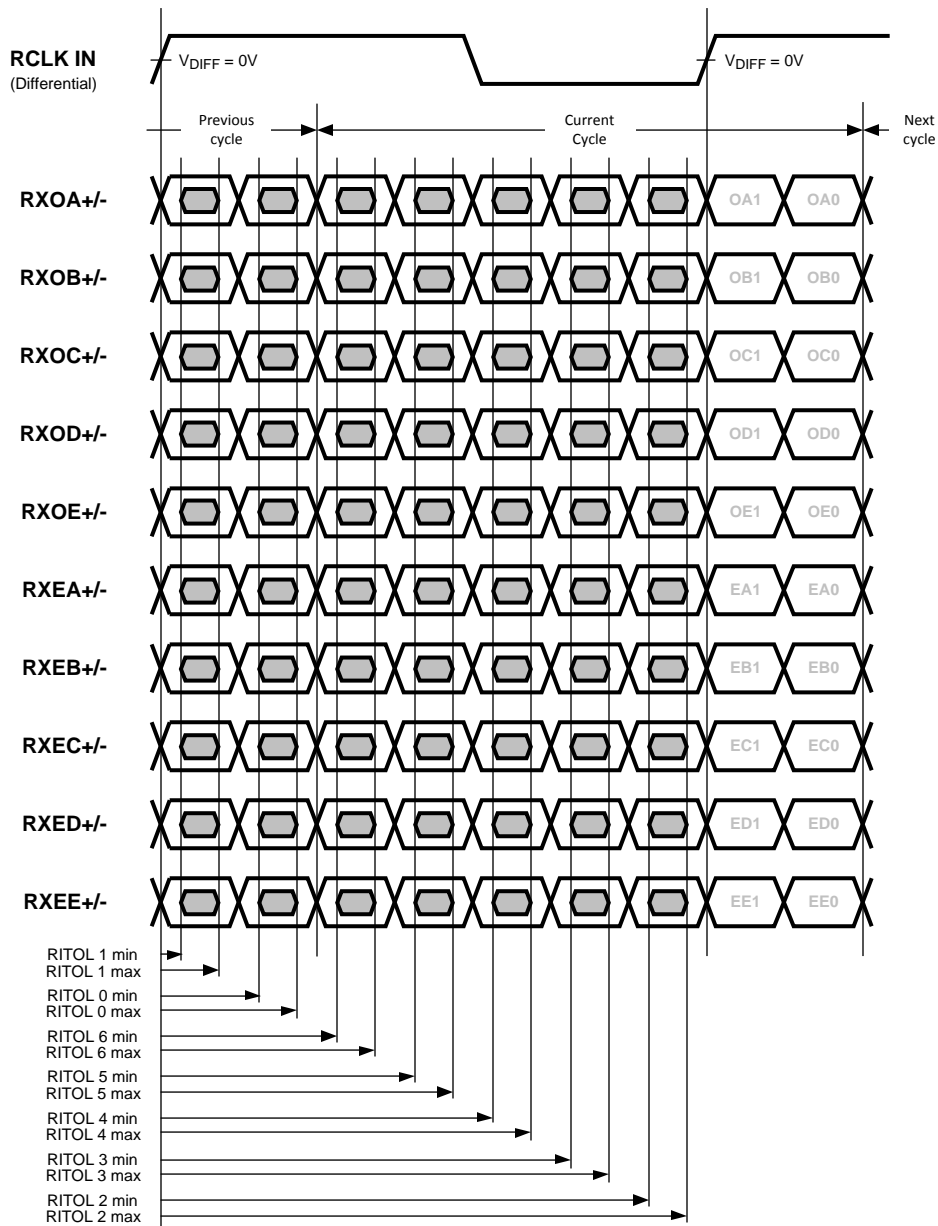 RCLK IN
(Differential)
VDIFF = 0V
VDIFF = 0V
Previous
cycle
Current
Cycle
Next
cycle
RXOA+/-
OA1
OA0
RXOB+/-
OB1
OB0
RXOC+/-
OC1
OC0
RXOD+/-
OD1
OD0
RXOE+/-
OE1
OE0
RXEA+/-
EA1
EA0
RXEB+/-
EB1
EB0
RXEC+/-
EC1
EC0
RXED+/-
ED1
ED0
RXEE+/-
EE1
EE0
RITOL 1 min
RITOL 1 max
RITOL 0 min
RITOL 0 max
RITOL 6 min
RITOL 6 max
RITOL 5 min
RITOL 5 max
RITOL 4 min
RITOL 4 max
RITOL 3 min
RITOL 3 max
RITOL 2 min
RITOL 2 max